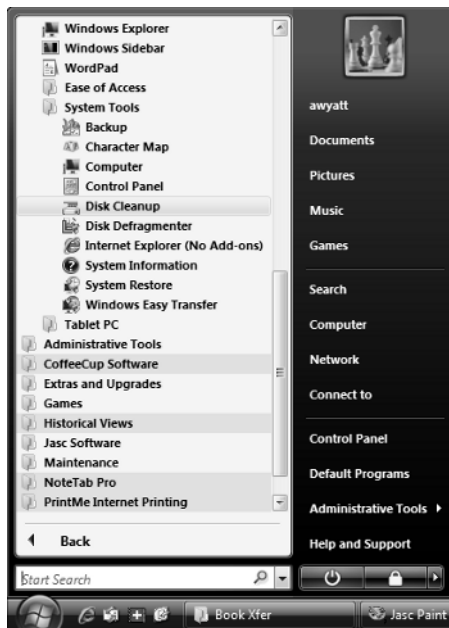 Windows Explorer
Windows Sidebar
WordPad
Ease of Access
System Tools
Backup
Character Map
Computer
Control Panel
Disk Cleanup
Disk Defragmenter
Internet Explorer (No Add-ons)
System Information
System Restore
Windows Easy Transfer
Tablet PC
Administrative Tools
CoffeeCup Software
Extras and Upgrades
Games
Historical Views
Jasc Software
Maintenance
NoteTab Pro
PrintMe Internet Printing
Back
Start Search
awyatt
Documents
Pictures
Music
Games
Search
Computer
Network
Connect to
Control Panel
Default Programs
Administrative Tools
Help and Support
Book Xfer
Jasc Paint